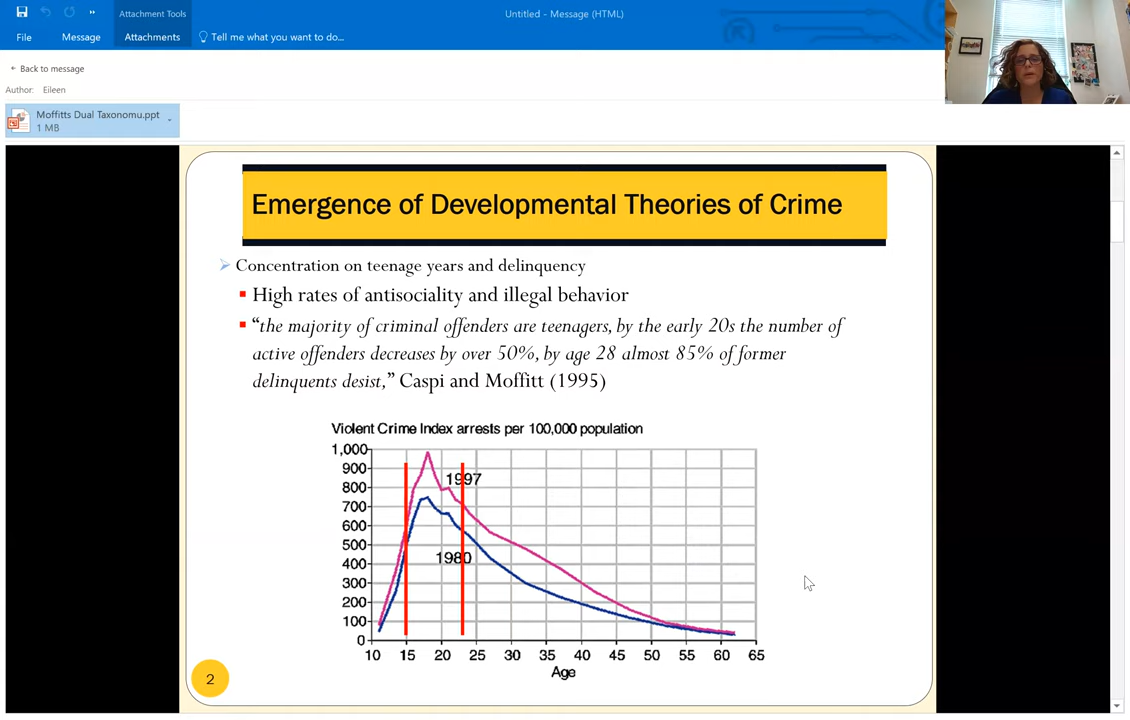 Attachment Tools
Untitled - Message (HTML)
File Message Attachments Tell me what you want to do...
Back to message
Author: Eileen
Moffitts Dual Taxonomu.ppt
1 MB
Emergence of Developmental Theories of Crime
Concentration on teenage years and delinquency
High rates of antisociality and illegal behavior
“the majority of criminal offenders are teenagers, by the early 20s the number of
active offenders decreases by over 50%, by age 28 almost 85% of former
delinquents desist,” Caspi and Moffitt (1995)
Violent Crime Index arrests per 100,000 population
1,000
900
800
700
600
500
400
300
200
100
0
1997
1980
10 15 20 25 30 35 40 45 50 55 60 65
Age
2